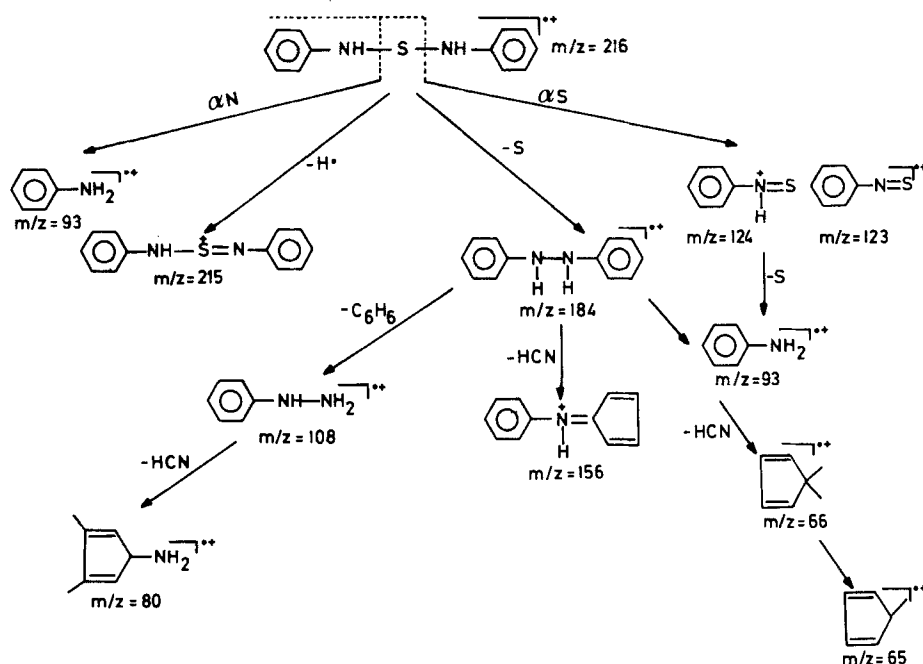 NH — S — NH
m/z = 216
αN
-H•
-S
αS
NH2
m/z = 93
NH — S = N
m/z = 215
N — N
H H
m/z = 184
N = S
H
m/z = 124
N = S
m/z = 123
-S
-C6H6
-HCN
NH2
m/z = 93
NH — NH2
m/z = 108
N
H
m/z = 156
-HCN
m/z = 66
-HCN
NH2
m/z = 80
m/z = 65